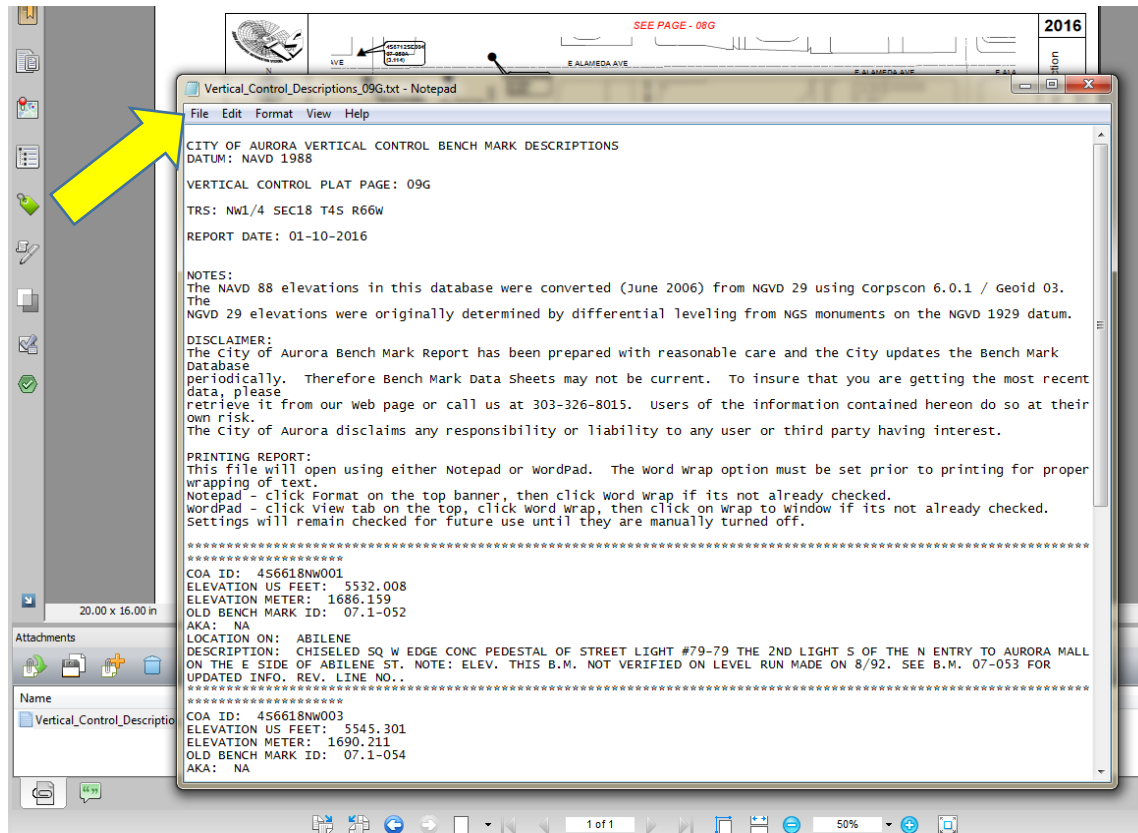 SEE PAGE - 08G
2016
4S6712SE004
07-060A
(3.114)
AVE
E ALAMEDA AVE
E ALAMEDA AVE
E ALA
ction
N
Vertical_Control_Descriptions_09G.txt - Notepad
File Edit Format View Help
CITY OF AURORA VERTICAL CONTROL BENCH MARK DESCRIPTIONS
DATUM: NAVD 1988
VERTICAL CONTROL PLAT PAGE: 09G
TRS: NW1/4 SEC18 T4S R66W
REPORT DATE: 01-10-2016
NOTES:
The NAVD 88 elevations in this database were converted (June 2006) from NGVD 29 using Corpscon 6.0.1 / Geoid 03.
The
NGVD 29 elevations were originally determined by differential leveling from NGS monuments on the NGVD 1929 datum.
DISCLAIMER:
The City of Aurora Bench Mark Report has been prepared with reasonable care and the City updates the Bench Mark
Database
periodically. Therefore Bench Mark Data Sheets may not be current. To insure that you are getting the most recent
data, please
retrieve it from our Web page or call us at 303-326-8015. Users of the information contained hereon do so at their
own risk.
The City of Aurora disclaims any responsibility or liability to any user or third party having interest.
PRINTING REPORT:
This file will open using either Notepad or WordPad. The Word Wrap option must be set prior to printing for proper
wrapping of text.
Notepad - click Format on the top banner, then click Word Wrap if its not already checked.
WordPad - click View tab on the top, click Word Wrap, then click on Wrap to Window if its not already checked.
Settings will remain checked for future use until they are manually turned off.
*******************************************************************************************************************
********************
COA ID: 4S6618NW001
ELEVATION US FEET: 5532.008
ELEVATION METER: 1686.159
OLD BENCH MARK ID: 07.1-052
AKA: NA
LOCATION ON: ABILENE
DESCRIPTION: CHISELED SQ W EDGE CONC PEDESTAL OF STREET LIGHT #79-79 THE 2ND LIGHT S OF THE N ENTRY TO AURORA MALL
ON THE E SIDE OF ABILENE ST. NOTE: ELEV. THIS B.M. NOT VERIFIED ON LEVEL RUN MADE ON 8/92. SEE B.M. 07-053 FOR
UPDATED INFO. REV. LINE NO..
*******************************************************************************************************************
********************
COA ID: 4S6618NW003
ELEVATION US FEET: 5545.301
ELEVATION METER: 1690.211
OLD BENCH MARK ID: 07.1-054
AKA: NA
20.00 x 16.00 in
Attachments
Name
Vertical_Control_Descriptio
1 of 1
50%